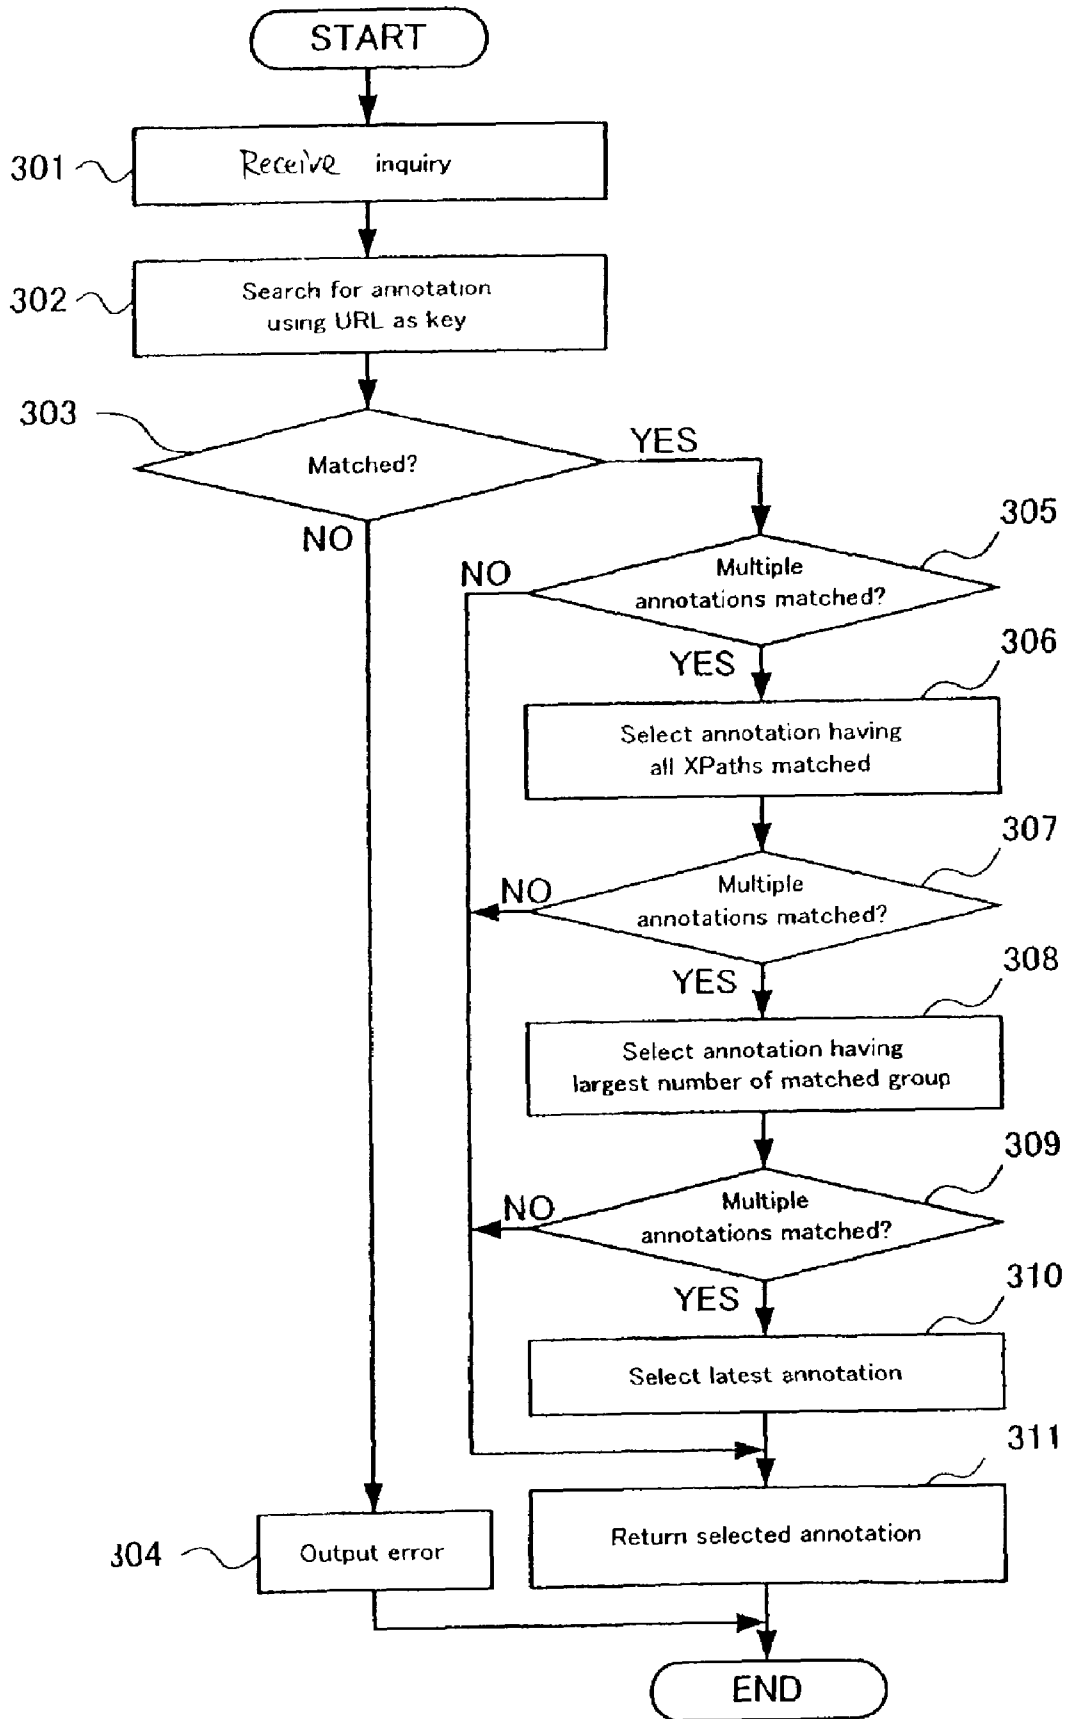 START
301
Receive inquiry
302
Search for annotation
using URL as key
303
Matched?
YES
NO
305
Multiple
annotations matched?
NO
YES
306
Select annotation having
all XPaths matched
307
Multiple
annotations matched?
NO
YES
308
Select annotation having
largest number of matched group
309
Multiple
annotations matched?
NO
YES
310
Select latest annotation
311
Return selected annotation
304
Output error
END